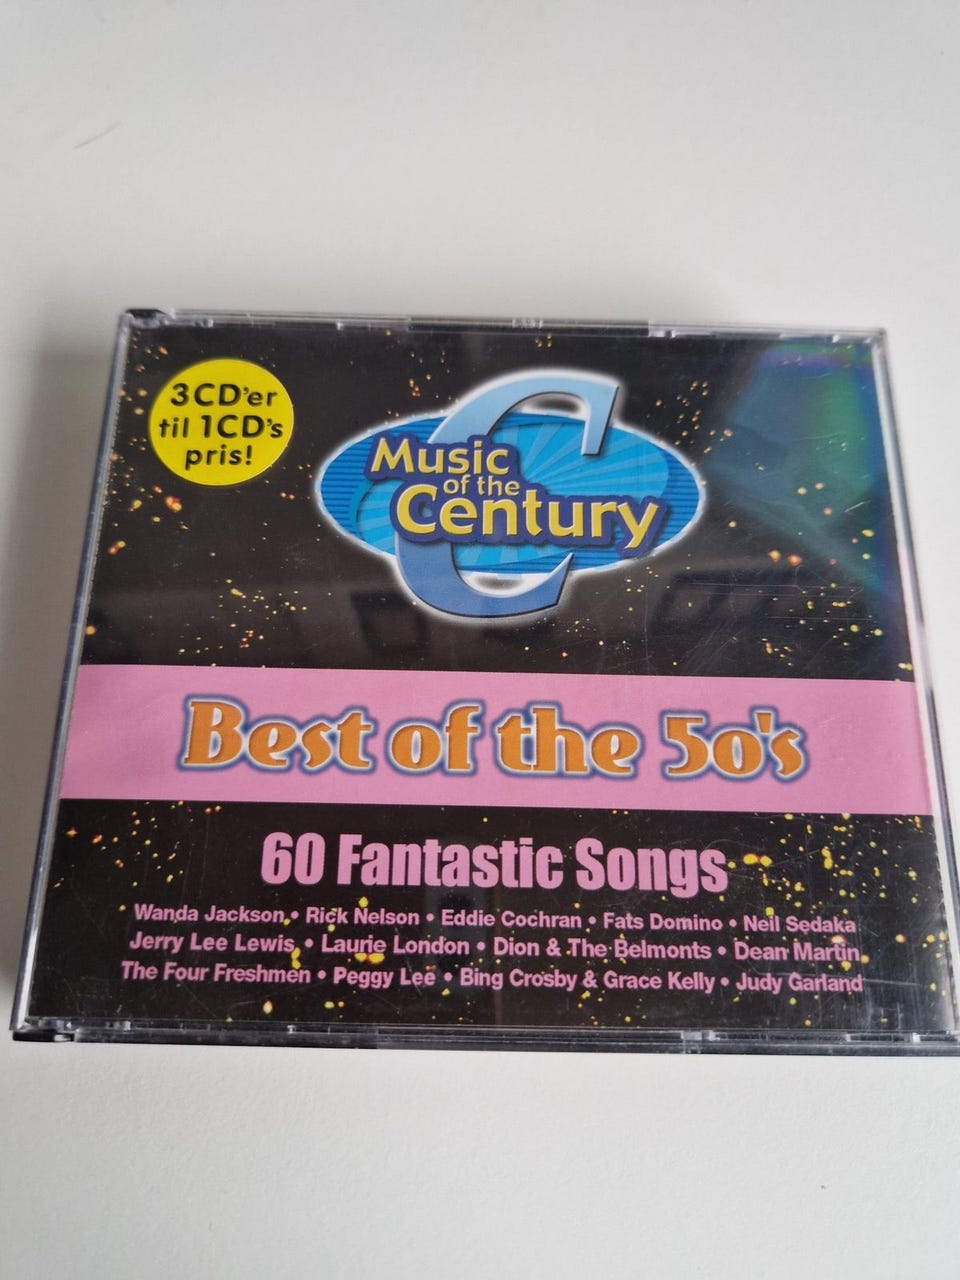 3CD'er
til 1CD's
pris!
Music
of the
Century
Best of the 50's
60 Fantastic Songs
Wanda Jackson • Rick Nelson • Eddie Cochran • Fats Domino • Neil Sedaka
Jerry Lee Lewis • Laurie London • Dion & The Belmonts • Dean Martin
The Four Freshmen • Peggy Lee • Bing Crosby & Grace Kelly • Judy Garland